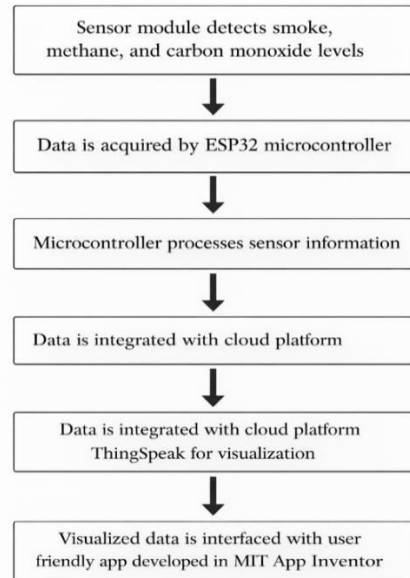 Sensor module detects smoke,
methane, and carbon monoxide levels
Data is acquired by ESP32 microcontroller
Microcontroller processes sensor information
Data is integrated with cloud platform
Data is integrated with cloud platform
ThingSpeak for visualization
Visualized data is interfaced with user
friendly app developed in MIT App Inventor